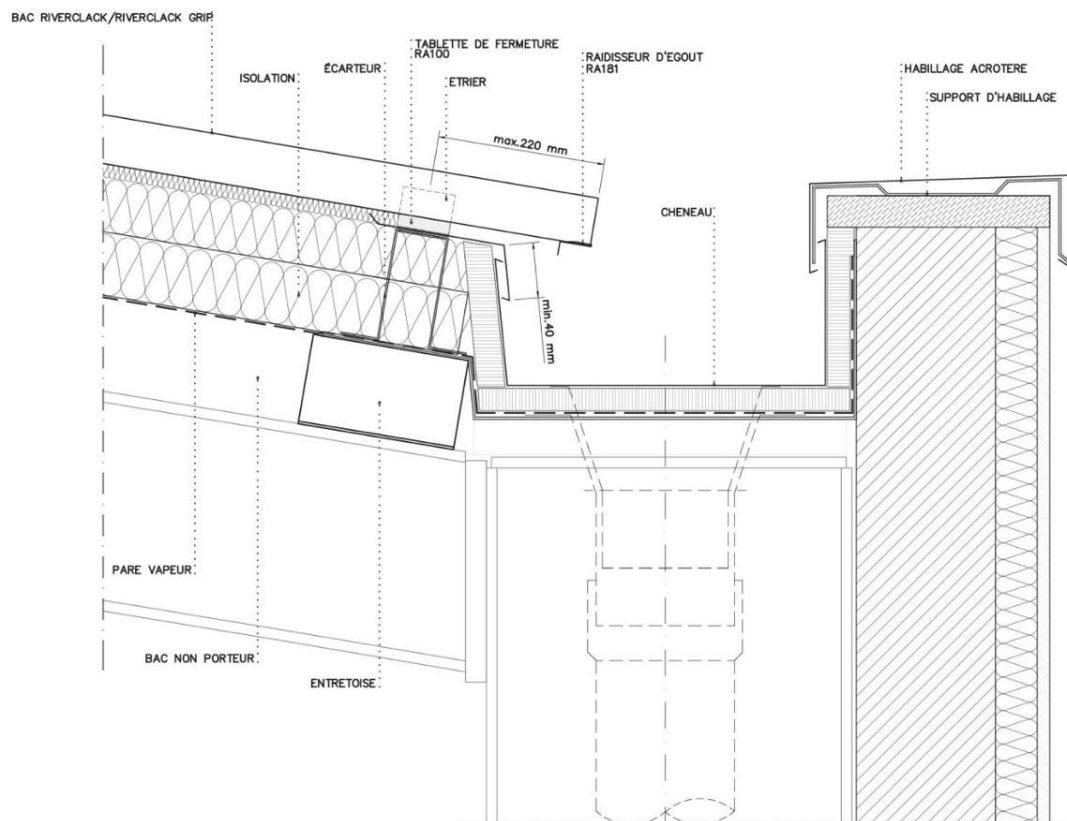 BAC RIVERCLACK/RIVERCLACK GRIP
TABLETTE DE FERMETURE
RA100
RAIDISSEUR D'EGOUT
RA181
ÉCARTEUR
ISOLATION
ETRIER
HABILLAGE ACROTERE
SUPPORT D'HABILLAGE
max.220 mm
CHENEAU
min.40 mm
PARE VAPEUR
BAC NON PORTEUR
ENTRETOISE